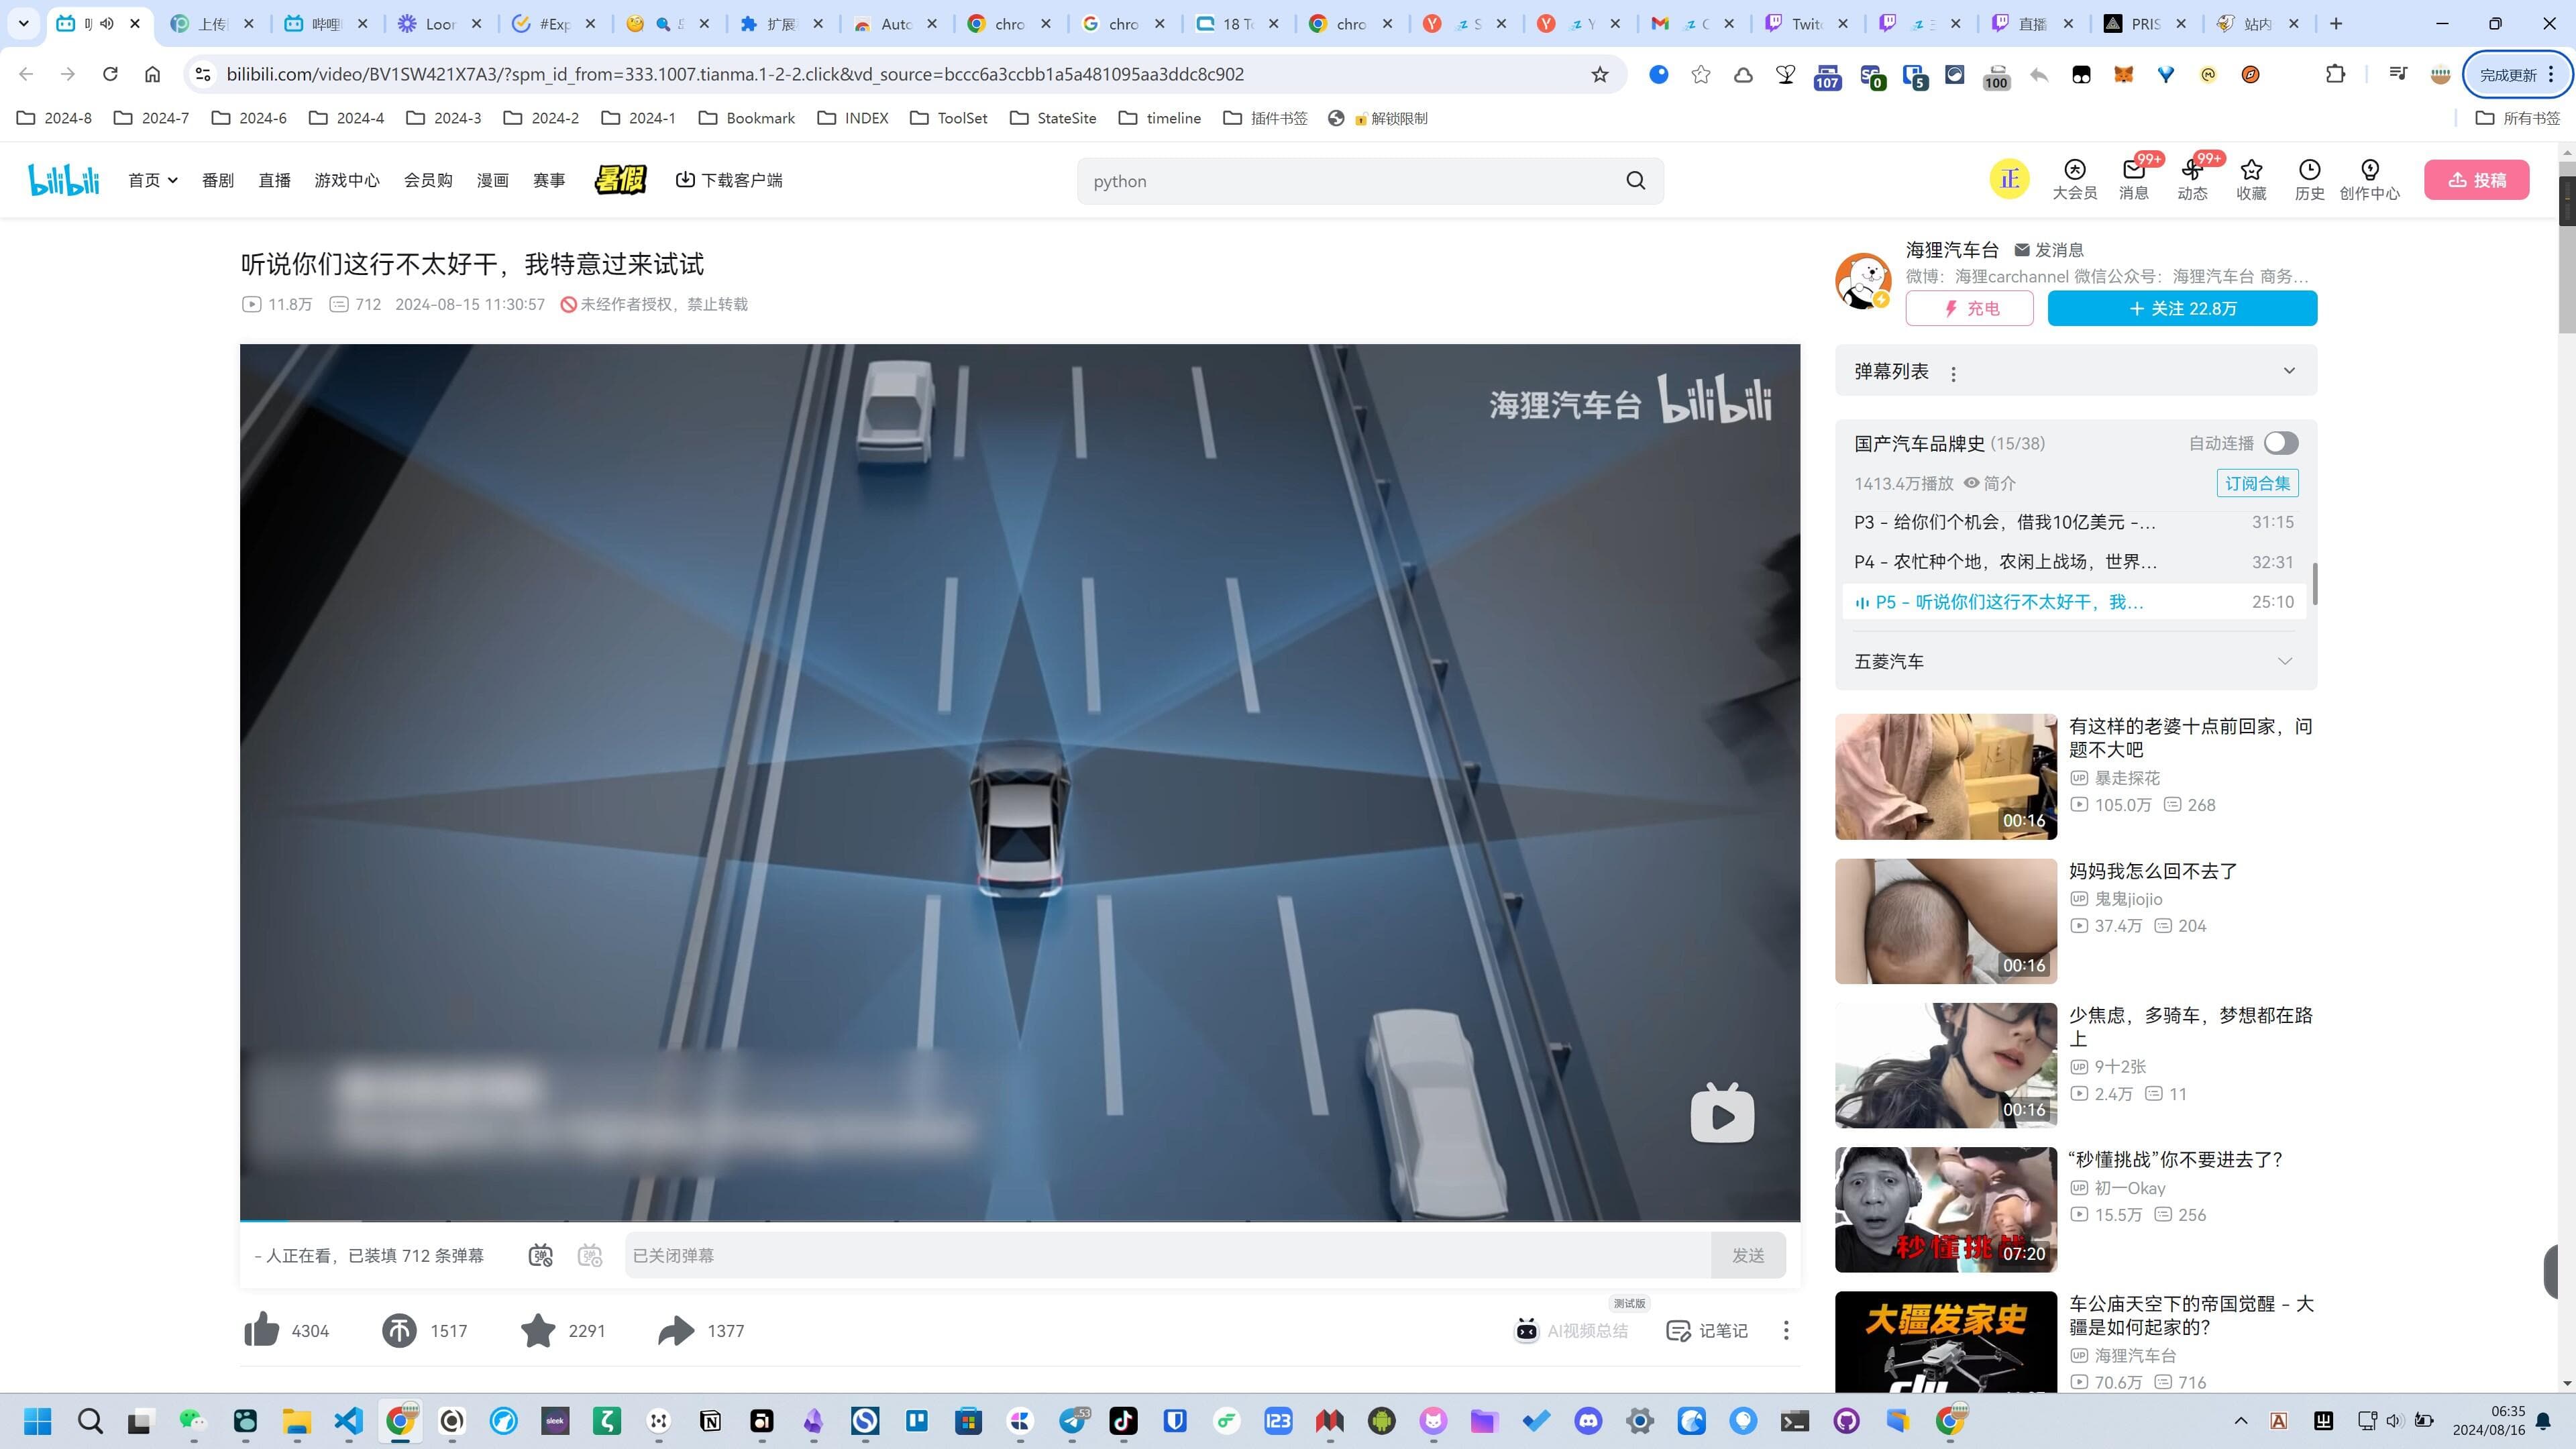 上传
哔哩
Loor
#Exp
扩展
Auto
chro
chro
18 To
chro
Twitc
直播
PRIS
站内
bilibili.com/video/BV1SW421X7A3/?spm_id_from=333.1007.tianma.1-2-2.click&vd_source=bccc6a3ccbb1a5a481095aa3ddc8c902
107
0
5
100
完成更新
2024-8
2024-7
2024-6
2024-4
2024-3
2024-2
2024-1
Bookmark
INDEX
ToolSet
StateSite
timeline
插件书签
解锁限制
所有书签
bilibili
首页
番剧
直播
游戏中心
会员购
漫画
赛事
暑假
下载客户端
python
正
大会员
99+
消息
99+
动态
收藏
历史
创作中心
投稿
听说你们这行不太好干，我特意过来试试
11.8万
712
2024-08-15 11:30:57
未经作者授权，禁止转载
海狸汽车台 bilibili
- 人正在看，已装填 712 条弹幕
已关闭弹幕
发送
4304
1517
2291
1377
测试版
AI视频总结
记笔记
海狸汽车台
发消息
微博：海狸carchannel 微信公众号：海狸汽车台 商务...
充电
+ 关注 22.8万
弹幕列表
国产汽车品牌史 (15/38)
自动连播
1413.4万播放
简介
订阅合集
P3 - 给你们个机会，借我10亿美元 -...
31:15
P4 - 农忙种个地，农闲上战场，世界...
32:31
P5 - 听说你们这行不太好干，我...
25:10
五菱汽车
00:16
有这样的老婆十点前回家，问
题不大吧
暴走探花
105.0万
268
00:16
妈妈我怎么回不去了
鬼鬼jiojio
37.4万
204
00:16
少焦虑，多骑车，梦想都在路
上
9十2张
2.4万
11
秒懂挑战
07:20
“秒懂挑战”你不要进去了？
初一Okay
15.5万
256
大疆发家史
车公庙天空下的帝国觉醒 - 大
疆是如何起家的？
海狸汽车台
70.6万
716
sleek
123
53
06:35
2024/08/16